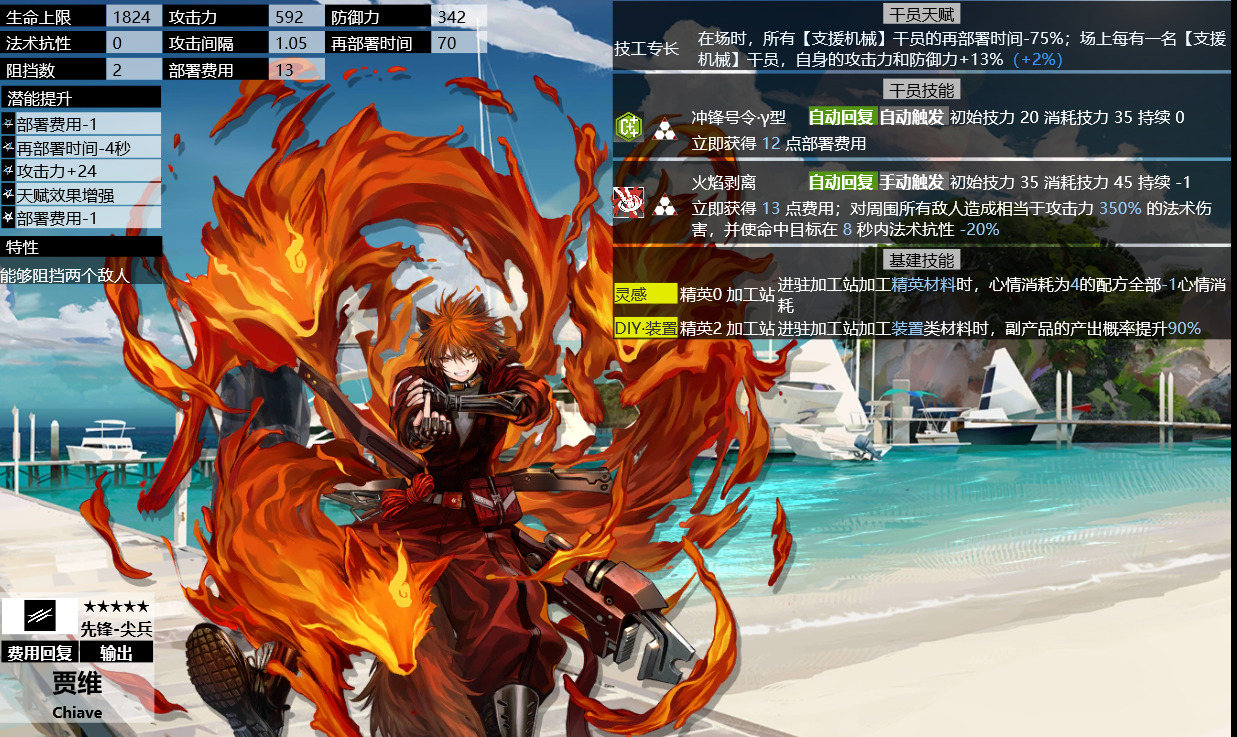 生命上限 1824 攻击力 592 防御力 342
法术抗性 0 攻击间隔 1.05 再部署时间 70
阻挡数 2 部署费用 13
潜能提升
部署费用-1
再部署时间-4秒
攻击力+24
天赋效果增强
部署费用-1
特性
能够阻挡两个敌人
★★★★★
先锋-尖兵
费用回复 输出
贾维
Chiave
干员天赋
技工专长
在场时，所有【支援机械】干员的再部署时间-75%；场上每有一名【支援
机械】干员，自身的攻击力和防御力+13%（+2%）
干员技能
冲锋号令·γ型 自动回复 自动触发 初始技力 20 消耗技力 35 持续 0
立即获得 12 点部署费用
火焰剥离 自动回复 手动触发 初始技力 35 消耗技力 45 持续 -1
立即获得 13 点费用；对周围所有敌人造成相当于攻击力 350% 的法术伤
害，并使命中目标在 8 秒内法术抗性 -20%
基建技能
灵感 精英0 加工站 进驻加工站加工精英材料时，心情消耗为4的配方全部-1心情消
耗
DIY·装置 精英2 加工站 进驻加工站加工装置类材料时，副产品的产出概率提升90%